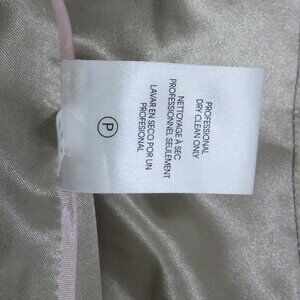 PROFESSIONAL
DRY CLEAN ONLY
NETTOYAGE À SEC
PROFESSIONNEL SEULEMENT
LAVAR EN SECO POR UN
PROFESIONAL
P